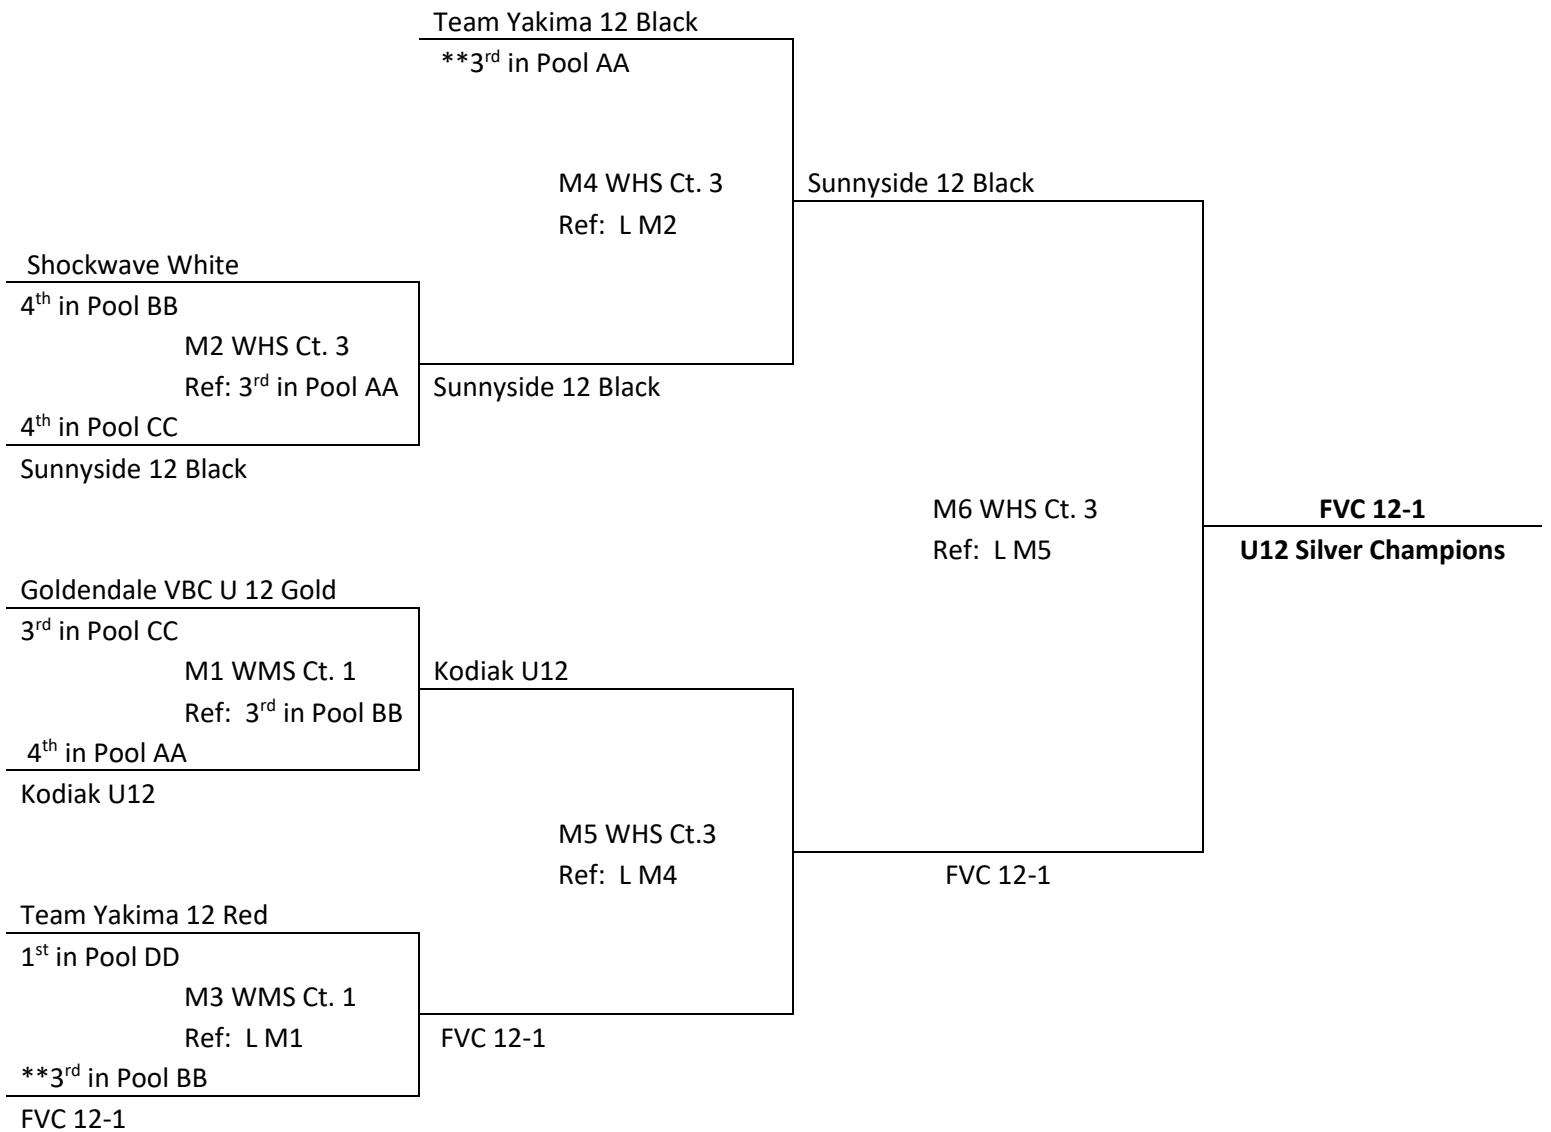 Team Yakima 12 Black
**3rd in Pool AA
M4 WHS Ct. 3
Sunnyside 12 Black
Ref:  L M2
Shockwave White
4th in Pool BB
M2 WHS Ct. 3
Ref: 3rd in Pool AA
Sunnyside 12 Black
4th in Pool CC
Sunnyside 12 Black
M6 WHS Ct. 3
FVC 12-1
Ref:  L M5
U12 Silver Champions
Goldendale VBC U 12 Gold
3rd in Pool CC
M1 WMS Ct. 1
Kodiak U12
Ref:  3rd in Pool BB
4th in Pool AA
Kodiak U12
M5 WHS Ct.3
Ref:  L M4
FVC 12-1
Team Yakima 12 Red
1st in Pool DD
M3 WMS Ct. 1
Ref:  L M1
FVC 12-1
**3rd in Pool BB
FVC 12-1